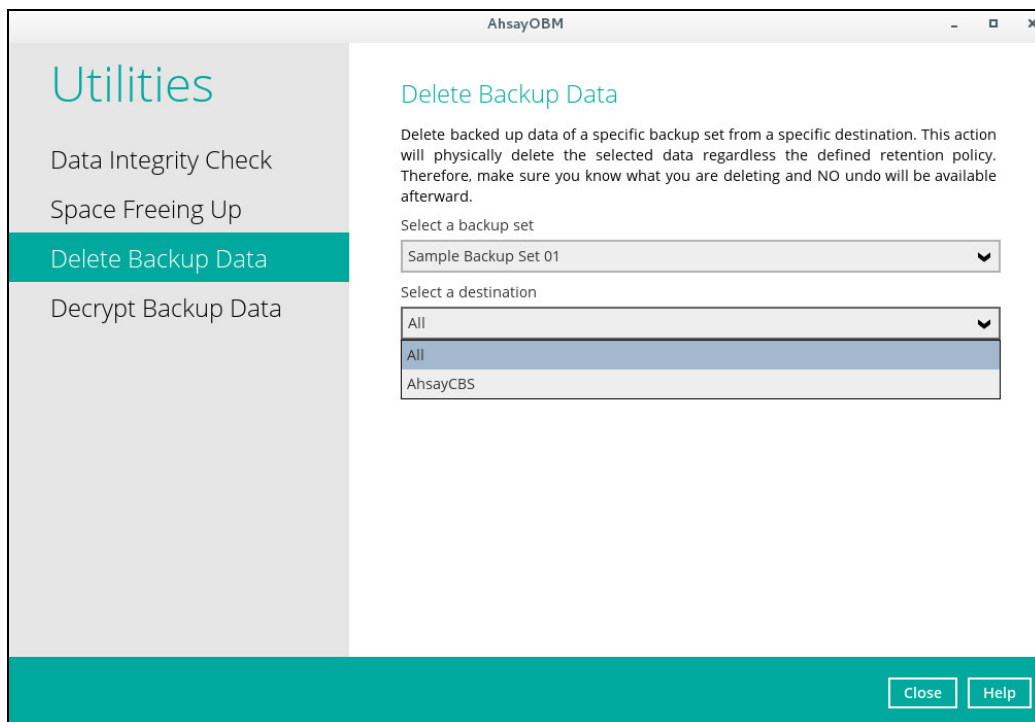 AhsayOBM
Utilities
Data Integrity Check
Space Freeing Up
Delete Backup Data
Decrypt Backup Data
Delete Backup Data
Delete backed up data of a specific backup set from a specific destination. This action
will physically delete the selected data regardless the defined retention policy.
Therefore, make sure you know what you are deleting and NO undo will be available
afterward.
Select a backup set
Sample Backup Set 01
Select a destination
All
All
AhsayCBS
Close
Help